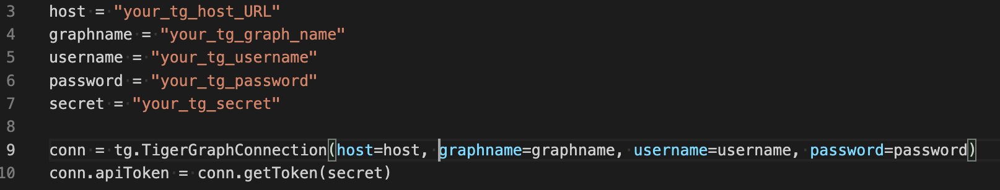 3 host = "your_tg_host_URL"
4 graphname = "your_tg_graph_name"
5 username = "your_tg_username"
6 password = "your_tg_password"
7 secret = "your_tg_secret"
8
9 conn = tg.TigerGraphConnection(host=host, graphname=graphname, username=username, password=password)
10 conn.apiToken = conn.getToken(secret)